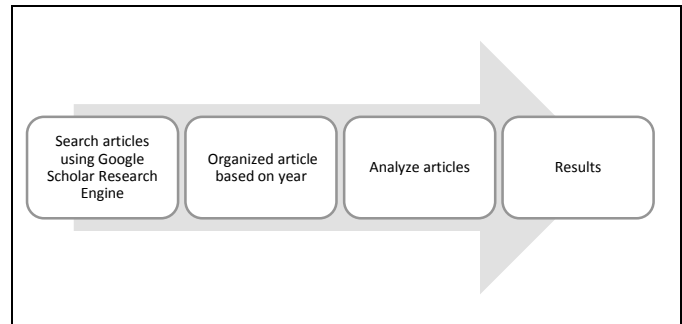 Search articles
using Google
Scholar Research
Engine
Organized article
based on year
Analyze articles
Results